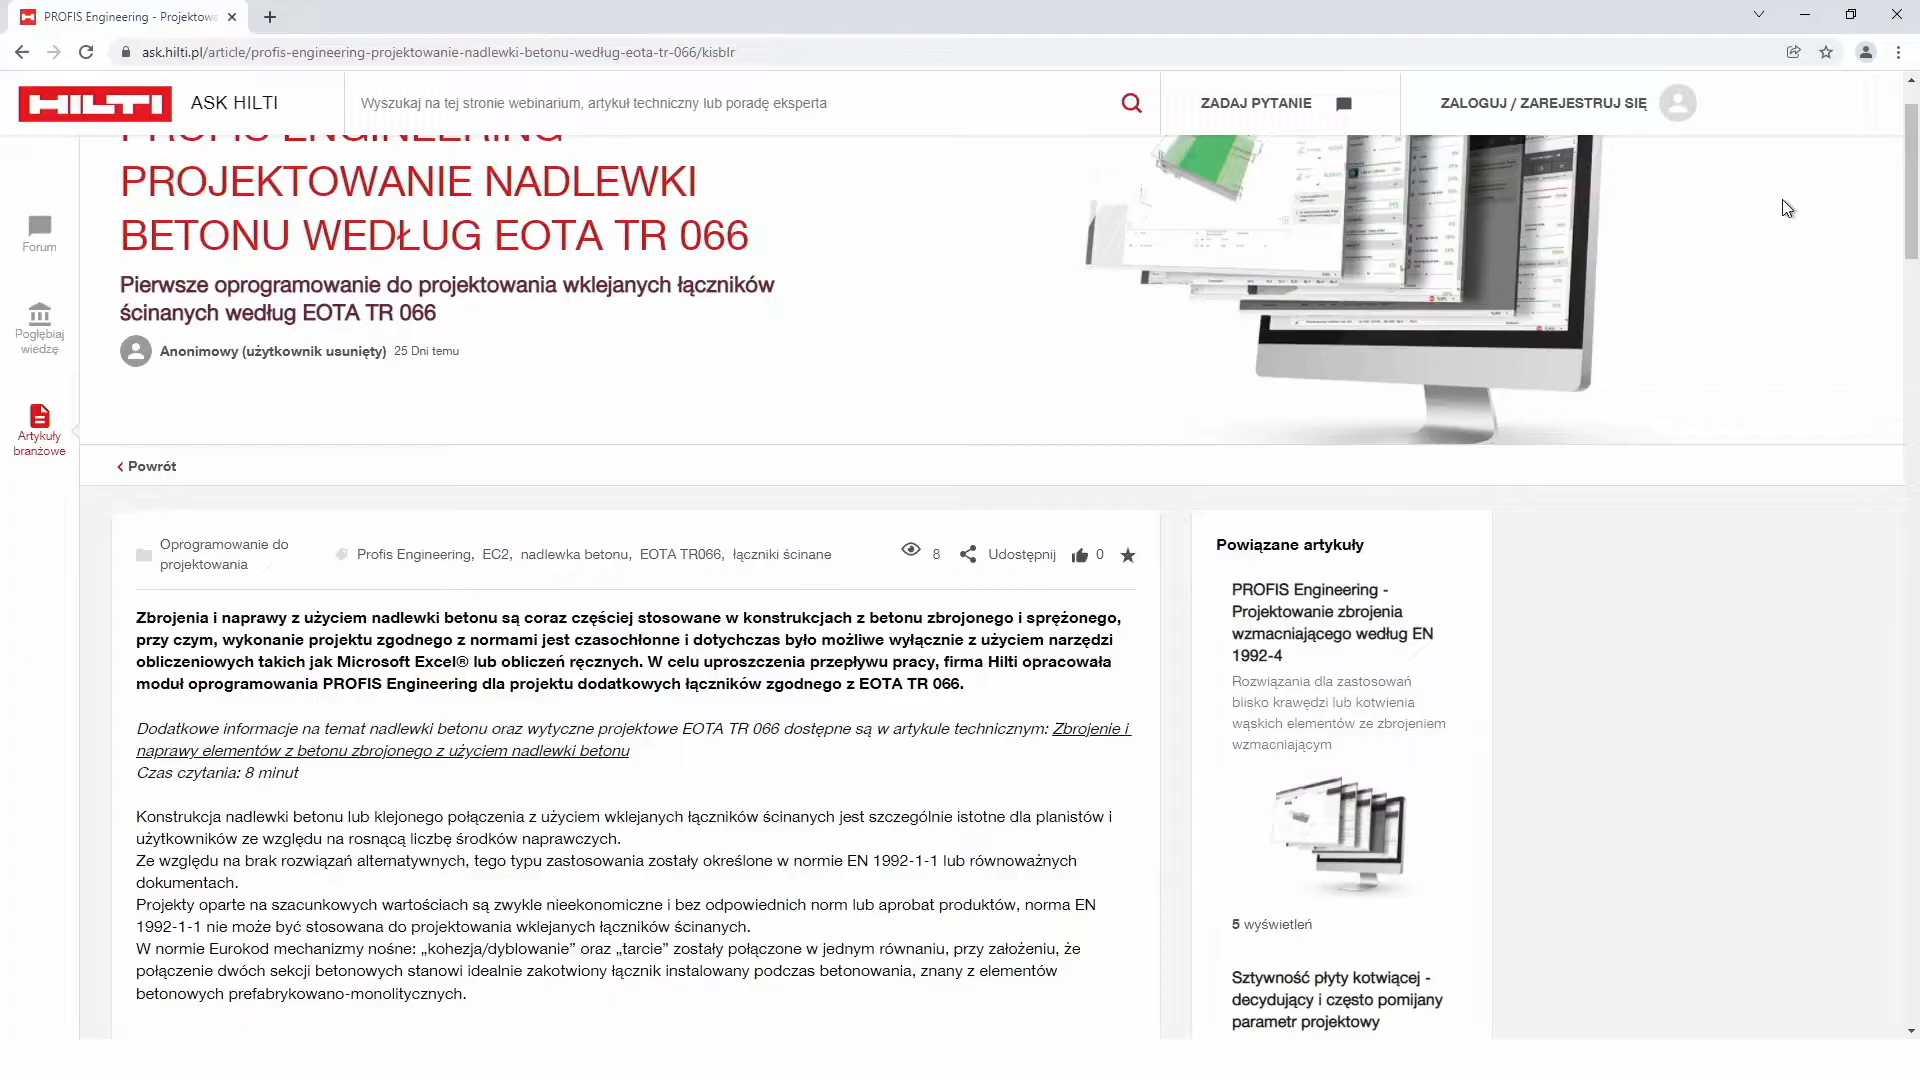 PROFIS Engineering - Projektowa
ask.hilti.pl/article/profis-engineering-projektowanie-nadlewki-betonu-według-eota-tr-066/kisblr
HILTI
ASK HILTI
Wyszukaj na tej stronie webinarium, artykuł techniczny lub poradę eksperta
ZADAJ PYTANIE
ZALOGUJ / ZAREJESTRUJ SIĘ
PROFIS ENGINEERING
PROJEKTOWANIE NADLEWKI
BETONU WEDŁUG EOTA TR 066
Pierwsze oprogramowanie do projektowania wklejanych łączników
ścinanych według EOTA TR 066
Anonimowy (użytkownik usunięty) 25 Dni temu
Forum
Pogłębiaj
wiedzę
Artykuły
branżowe
Powrót
Oprogramowanie do
projektowania
Profis Engineering, EC2, nadlewka betonu, EOTA TR066, łączniki ścinane
8
Udostępnij
0
Zbrojenia i naprawy z użyciem nadlewki betonu są coraz częściej stosowane w konstrukcjach z betonu zbrojonego i sprężonego,
przy czym, wykonanie projektu zgodnego z normami jest czasochłonne i dotychczas było możliwe wyłącznie z użyciem narzędzi
obliczeniowych takich jak Microsoft Excel® lub obliczeń ręcznych. W celu uproszczenia przepływu pracy, firma Hilti opracowała
moduł oprogramowania PROFIS Engineering dla projektu dodatkowych łączników zgodnego z EOTA TR 066.
Dodatkowe informacje na temat nadlewki betonu oraz wytyczne projektowe EOTA TR 066 dostępne są w artykule technicznym: Zbrojenie i
naprawy elementów z betonu zbrojonego z użyciem nadlewki betonu
Czas czytania: 8 minut
Konstrukcja nadlewki betonu lub klejonego połączenia z użyciem wklejanych łączników ścinanych jest szczególnie istotne dla planistów i
użytkowników ze względu na rosnącą liczbę środków naprawczych.
Ze względu na brak rozwiązań alternatywnych, tego typu zastosowania zostały określone w normie EN 1992-1-1 lub równoważnych
dokumentach.
Projekty oparte na szacunkowych wartościach są zwykle nieekonomiczne i bez odpowiednich norm lub aprobat produktów, norma EN
1992-1-1 nie może być stosowana do projektowania wklejanych łączników ścinanych.
W normie Eurokod mechanizmy nośne: „kohezja/dyblowanie” oraz „tarcie” zostały połączone w jednym równaniu, przy założeniu, że
połączenie dwóch sekcji betonowych stanowi idealnie zakotwiony łącznik instalowany podczas betonowania, znany z elementów
betonowych prefabrykowano-monolitycznych.
Powiązane artykuły
PROFIS Engineering -
Projektowanie zbrojenia
wzmacniającego według EN
1992-4
Rozwiązania dla zastosowań
blisko krawędzi lub kotwienia
wąskich elementów ze zbrojeniem
wzmacniającym
5 wyświetleń
Sztywność płyty kotwiącej -
decydujący i często pomijany
parametr projektowy